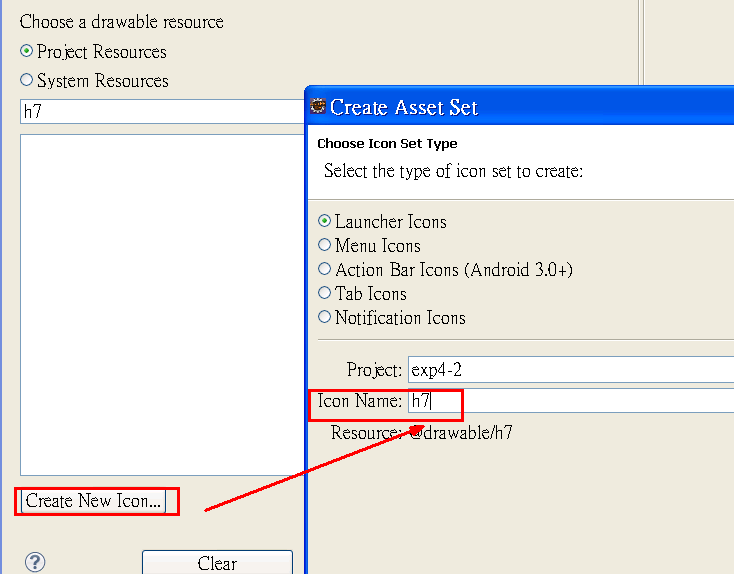 Choose a drawable resource
Project Resources
System Resources
h7
Create New Icon...
?
Clear
Create Asset Set
Choose Icon Set Type
Select the type of icon set to create:
Launcher Icons
Menu Icons
Action Bar Icons (Android 3.0+)
Tab Icons
Notification Icons
Project: exp4-2
Icon Name: h7
Resource: @drawable/h7